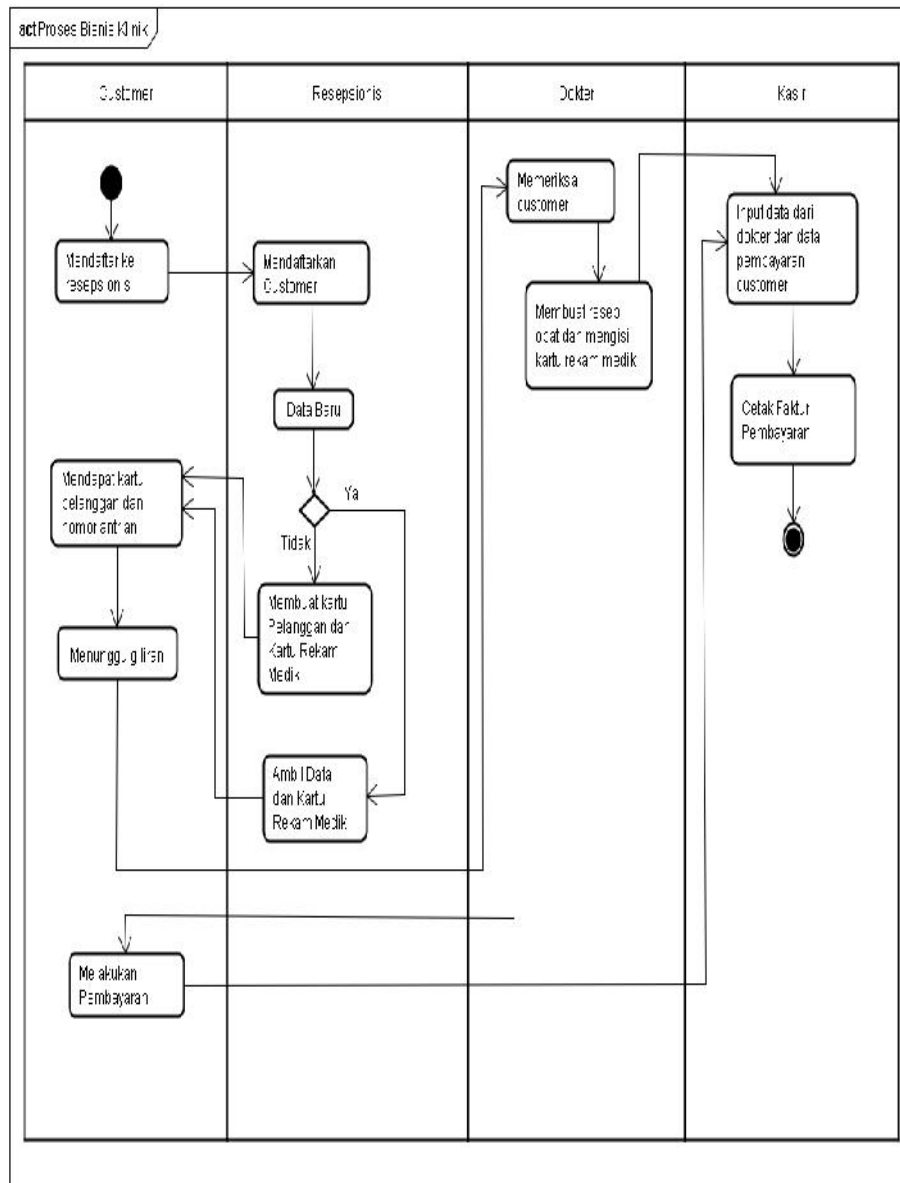 act Proses Bisnis Klinik
Customer
Resepsionis
Dokter
Kasir
Mendaftar ke
resepsionis
Mendaftarkan
Customer
Memeriksa
customer
Input data dari
dokter dan data
pembayaran
customer
Membuat resep
obat dan mengisi
kartu rekam medik
Data Baru
Cetak Faktur
Pembayaran
Mendapat kartu
pelanggan dan
nomor antrian
Ya
Tidak
Membuat kartu
Pelanggan dan
Kartu Rekam
Medik
Menunggu giliran
Ambil Data
dan Kartu
Rekam Medik
Melakukan
Pembayaran